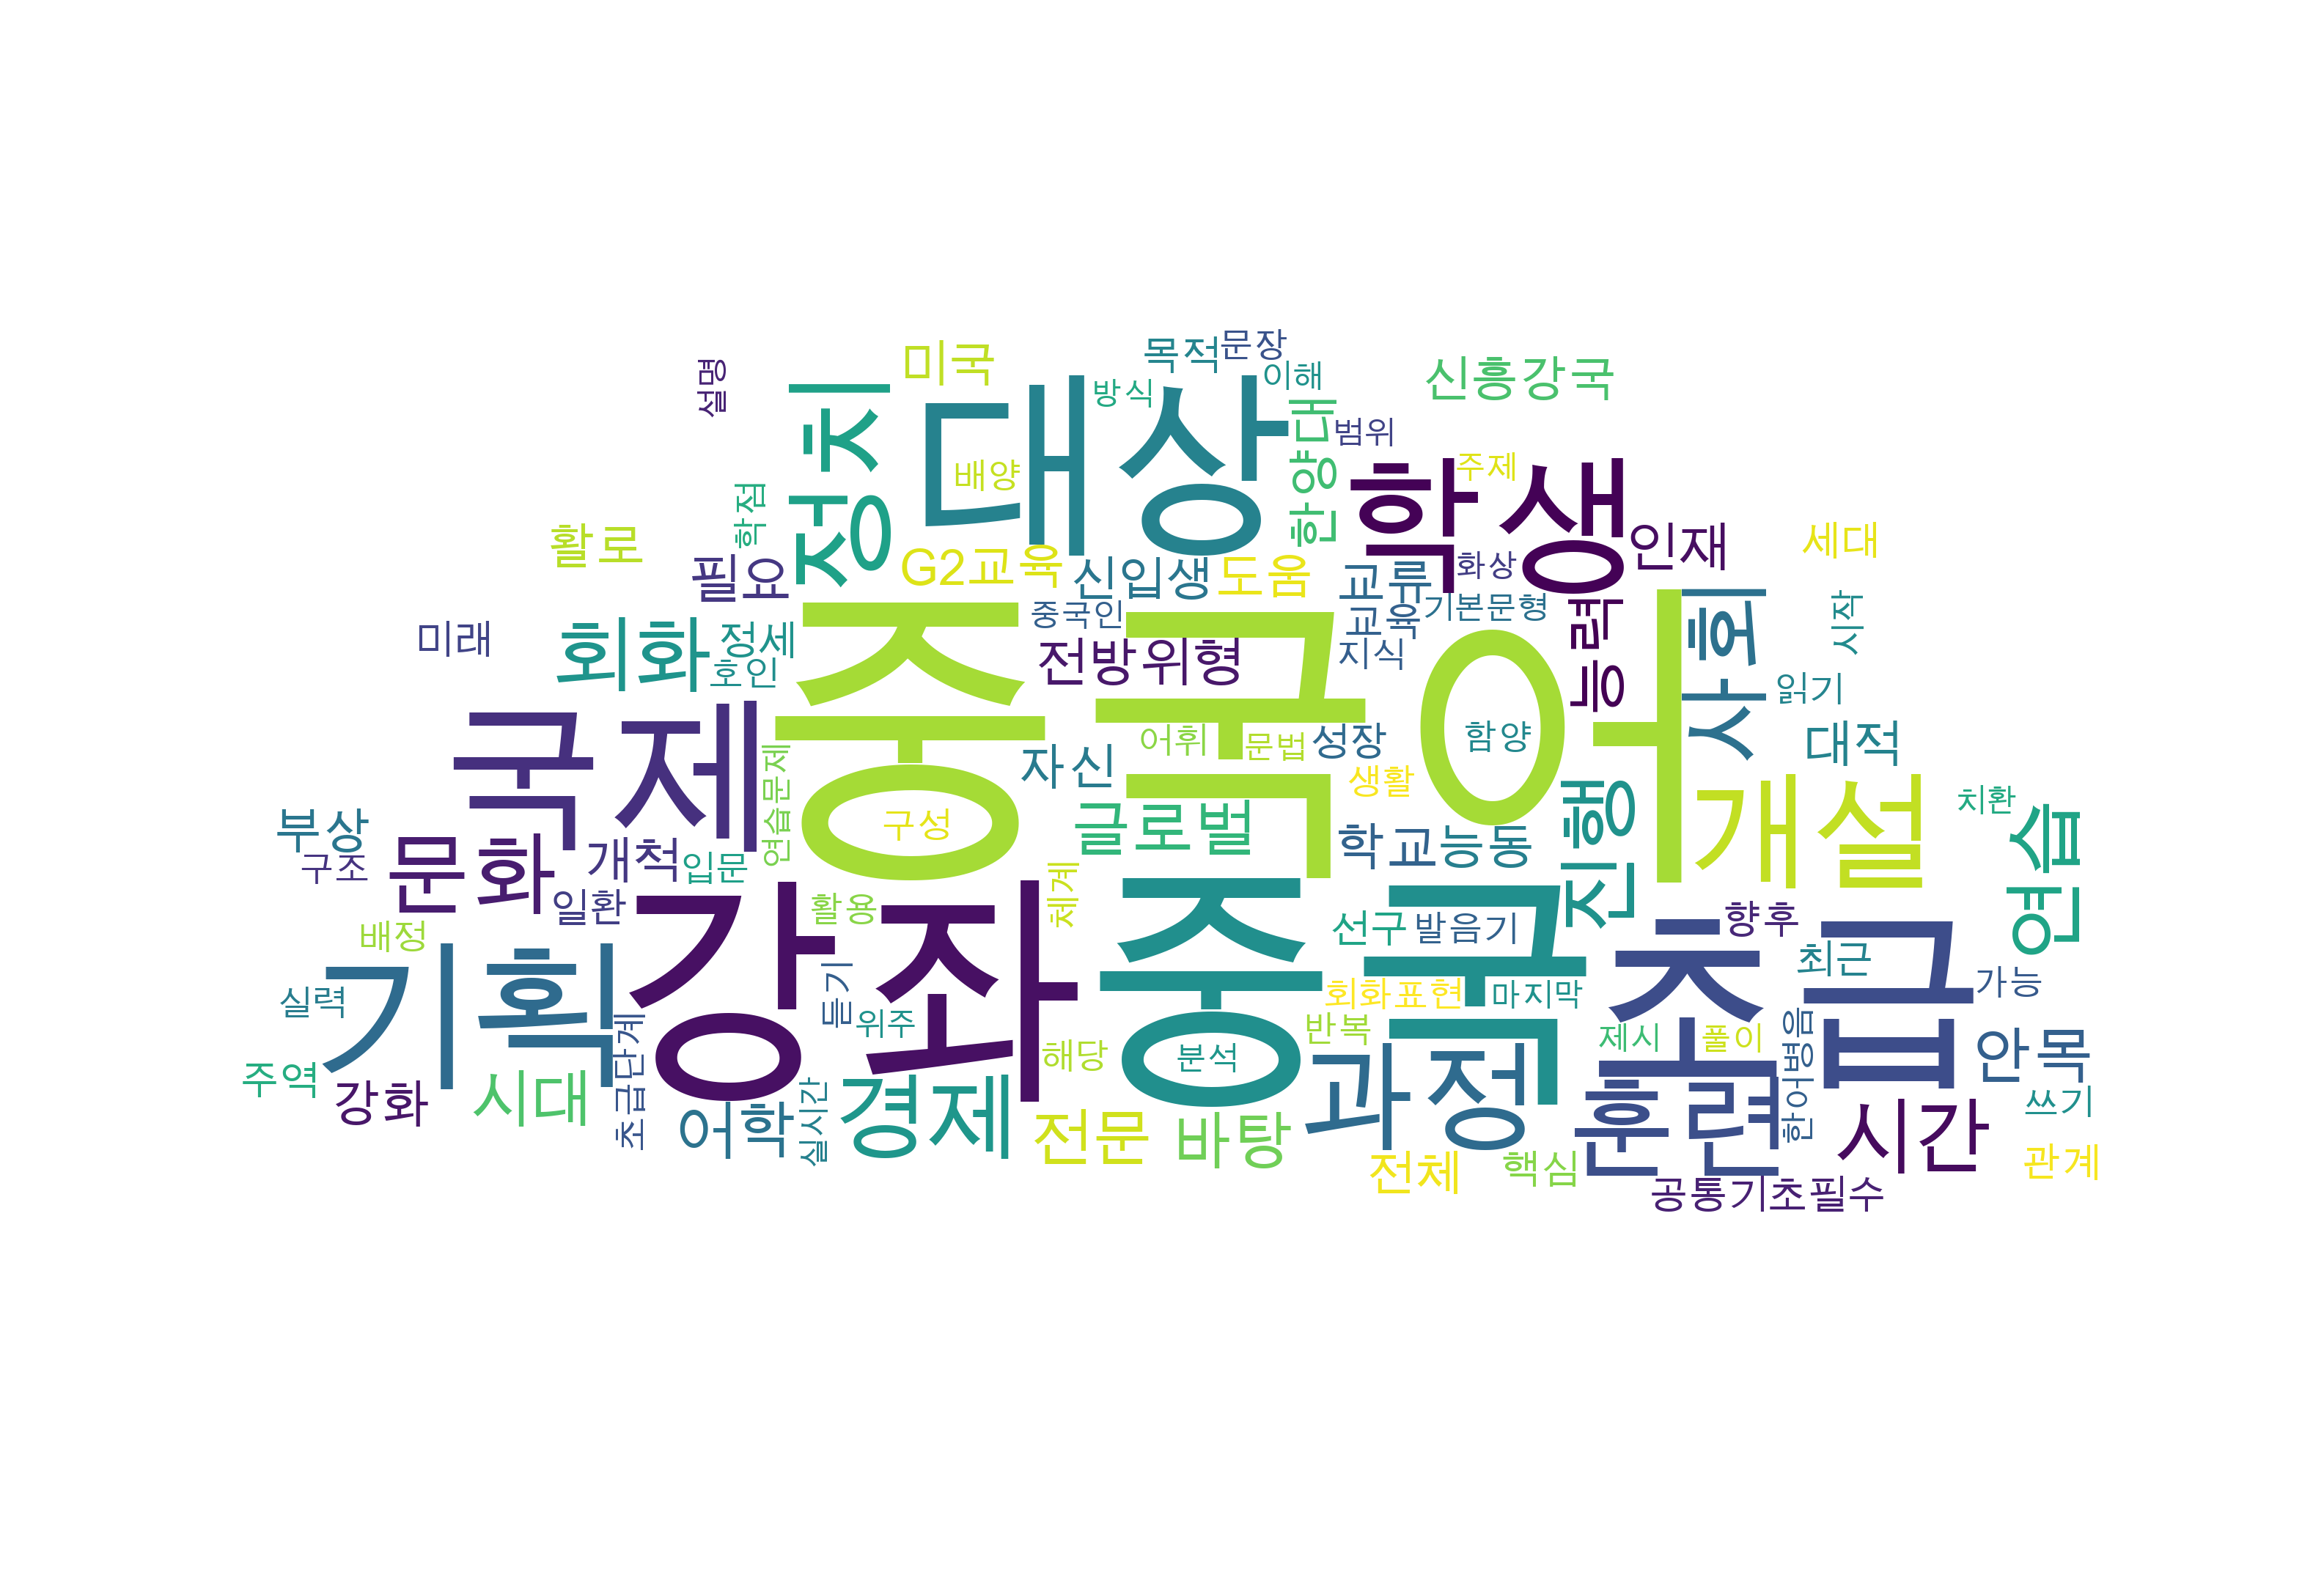 미국
목적
문장
이해
신흥강국
설명
정치
대상
방식
한양대
범위
배양
학생
주제
학점
활로
필요
G2교육
신입생
도움
교류
화상
인재
세대
중국어
중국인
교육
기본문형
능력
사회
시작
미래
회화
정세
호인
전방위형
지식
읽기
국제
어휘
문법
성장
함양
대적
자신
연습문제
생활
진행
개설
치환
연습
부상
구조
문화
개척
입문
구성
글로벌
학교
능동
일환
강좌
활용
체계
중국
선구
발음기
초급
향후
최근
배정
기획
가능
실력
듣기
위주
회화표현
마지막
반복
해당
분석
과정
제시
풀이
한어병음
안목
주역
강화
시대
초급단계
어학
실시간
경제
전문
바탕
훈련
시간
쓰기
전체
핵심
관계
공통기초필수